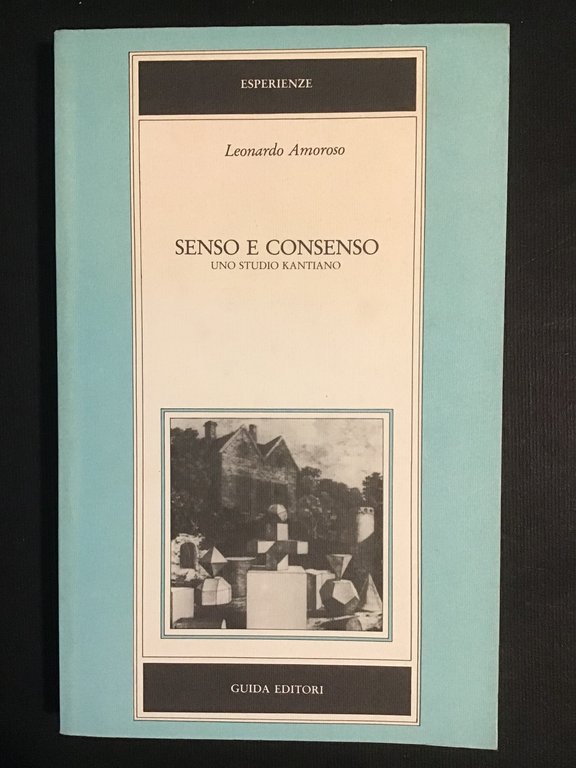 ESPERIENZE
Leonardo Amoroso
SENSO E CONSENSO
UNO STUDIO KANTIANO
GUIDA EDITORI